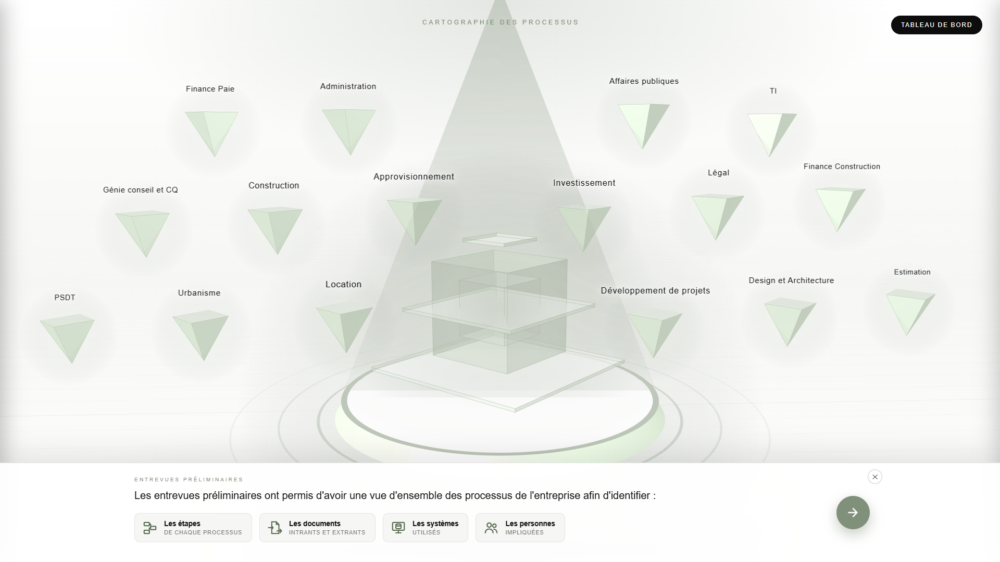 CARTOGRAPHIE DES PROCESSUS
TABLEAU DE BORD
Finance Paie
Administration
Affaires publiques
TI
Génie conseil et CQ
Construction
Approvisionnement
Investissement
Légal
Finance Construction
PSDT
Urbanisme
Location
Développement de projets
Design et Architecture
Estimation
ENTREVUES PRÉLIMINAIRES
Les entrevues préliminaires ont permis d'avoir une vue d'ensemble des processus de l'entreprise afin d'identifier :
Les étapes
DE CHAQUE PROCESSUS
Les documents
INTRANTS ET EXTRANTS
Les systèmes
UTILISÉS
Les personnes
IMPLIQUÉES